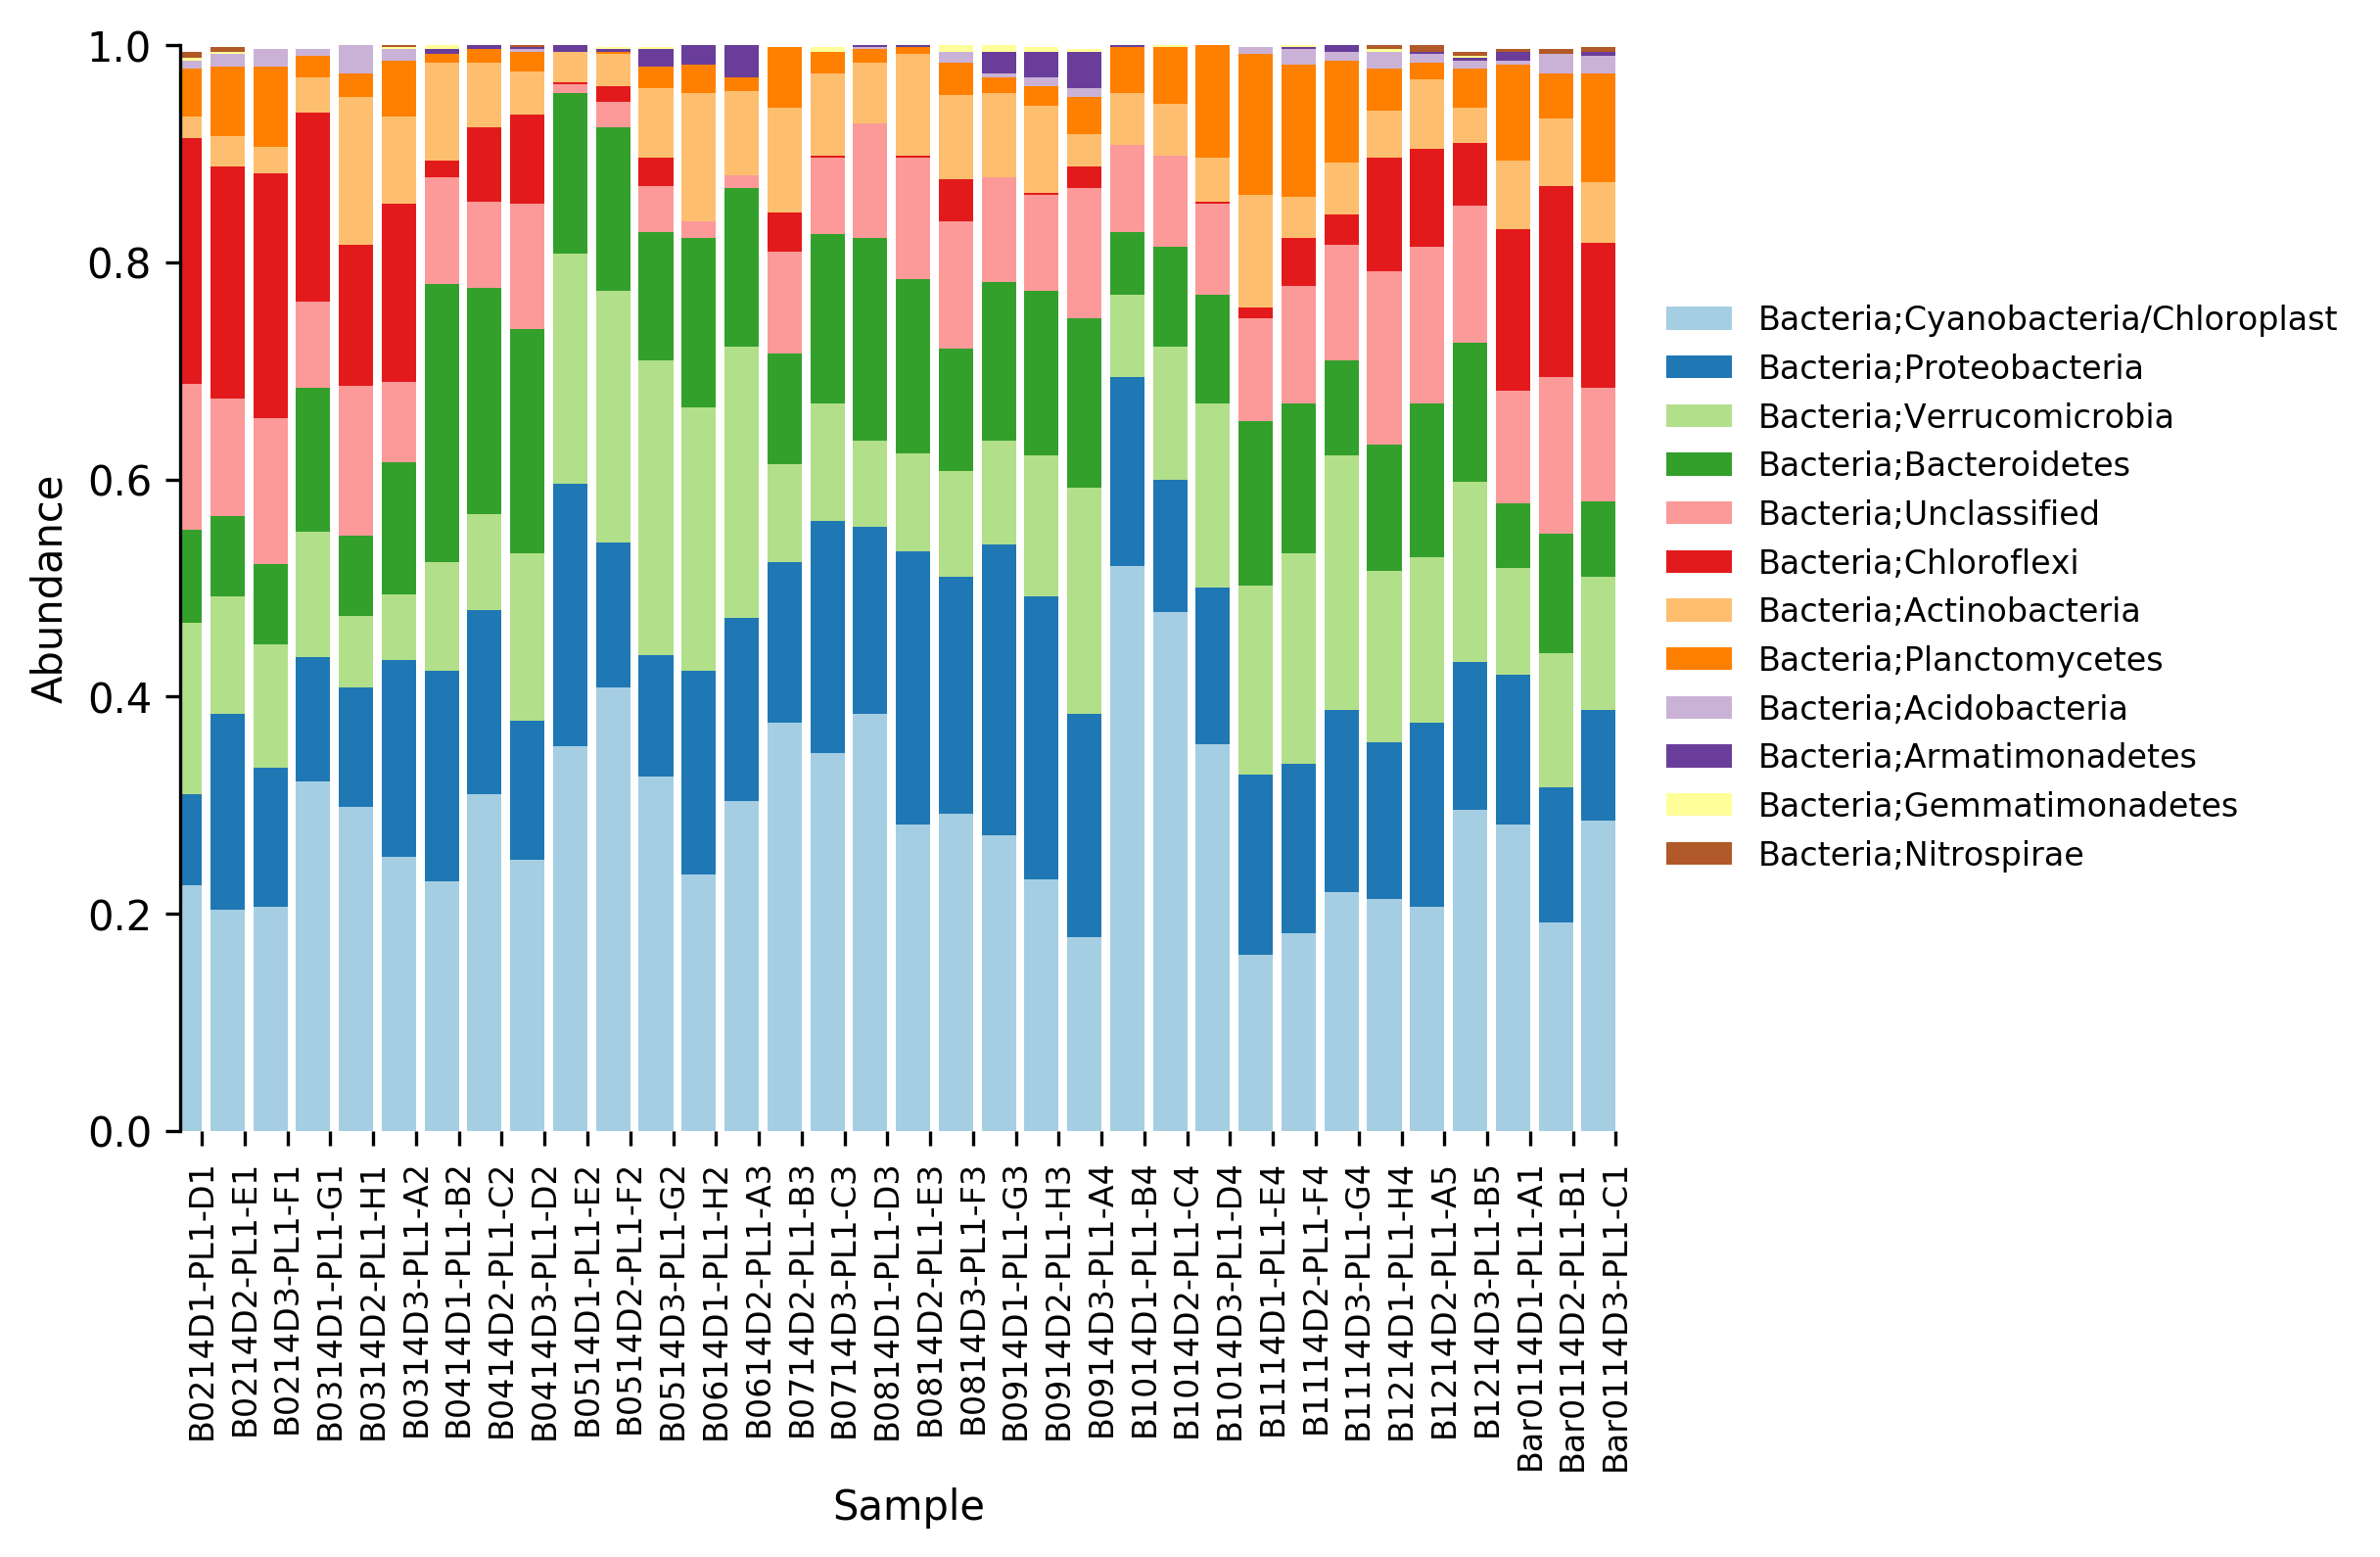 1.0
0.8
0.6
0.4
0.2
0.0
Abundance
B0214D1-PL1-D1
B0214D2-PL1-E1
B0214D3-PL1-F1
B0314D1-PL1-G1
B0314D2-PL1-H1
B0314D3-PL1-A2
B0414D1-PL1-B2
B0414D2-PL1-C2
B0414D3-PL1-D2
B0514D1-PL1-E2
B0514D2-PL1-F2
B0514D3-PL1-G2
B0614D1-PL1-H2
B0614D2-PL1-A3
B0714D2-PL1-B3
B0714D3-PL1-C3
B0814D1-PL1-D3
B0814D2-PL1-E3
B0814D3-PL1-F3
B0914D1-PL1-G3
B0914D2-PL1-H3
B0914D3-PL1-A4
B1014D1-PL1-B4
B1014D2-PL1-C4
B1014D3-PL1-D4
B1114D1-PL1-E4
B1114D2-PL1-F4
B1114D3-PL1-G4
B1214D1-PL1-H4
B1214D2-PL1-A5
B1214D3-PL1-B5
Bar0114D1-PL1-A1
Bar0114D2-PL1-B1
Bar0114D3-PL1-C1
Sample
Bacteria;Cyanobacteria/Chloroplast
Bacteria;Proteobacteria
Bacteria;Verrucomicrobia
Bacteria;Bacteroidetes
Bacteria;Unclassified
Bacteria;Chloroflexi
Bacteria;Actinobacteria
Bacteria;Planctomycetes
Bacteria;Acidobacteria
Bacteria;Armatimonadetes
Bacteria;Gemmatimonadetes
Bacteria;Nitrospirae